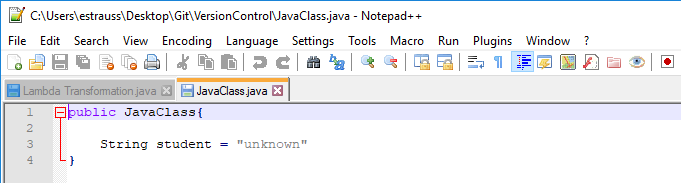 C:\Users\estrauss\Desktop\Git\VersionControl\JavaClass.java - Notepad++
File Edit Search View Encoding Language Settings Tools Macro Run Plugins Window ?
Lambda Transformation.java JavaClass.java
1 public JavaClass{
2
3 String student = "unknown"
4 }